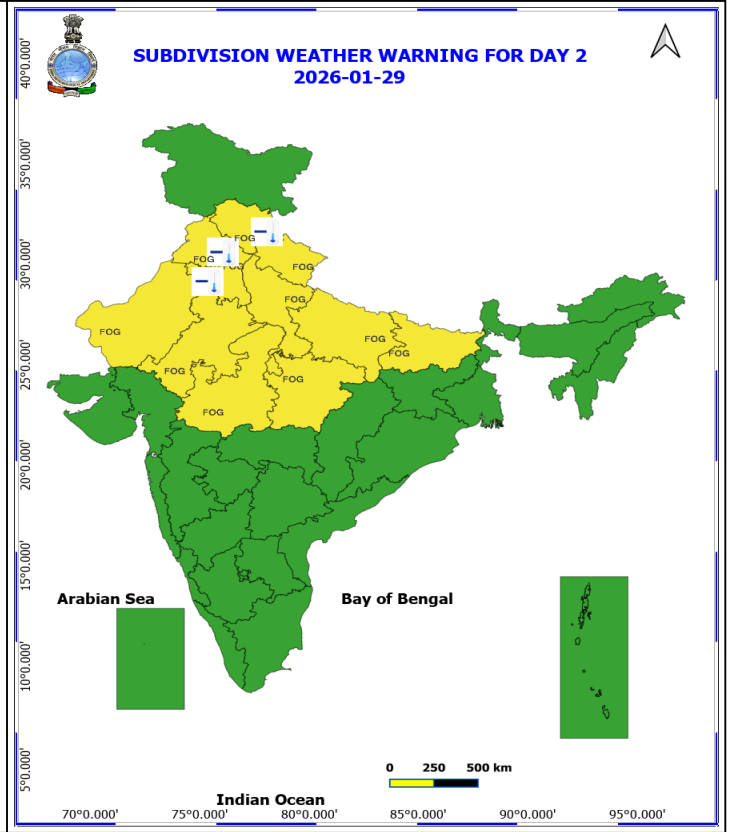 SUBDIVISION WEATHER WARNING FOR DAY 2
2026-01-29
40°0.000'
35°0.000'
30°0.000'
25°0.000'
20°0.000'
15°0.000'
10°0.000'
5°0.000'
FOG
FOG
FOG
FOG
FOG
FOG
FOG
FOG
FOG
FOG
FOG
Arabian Sea
Bay of Bengal
0 250 500 km
Indian Ocean
70°0.000' 75°0.000' 80°0.000' 85°0.000' 90°0.000' 95°0.000'